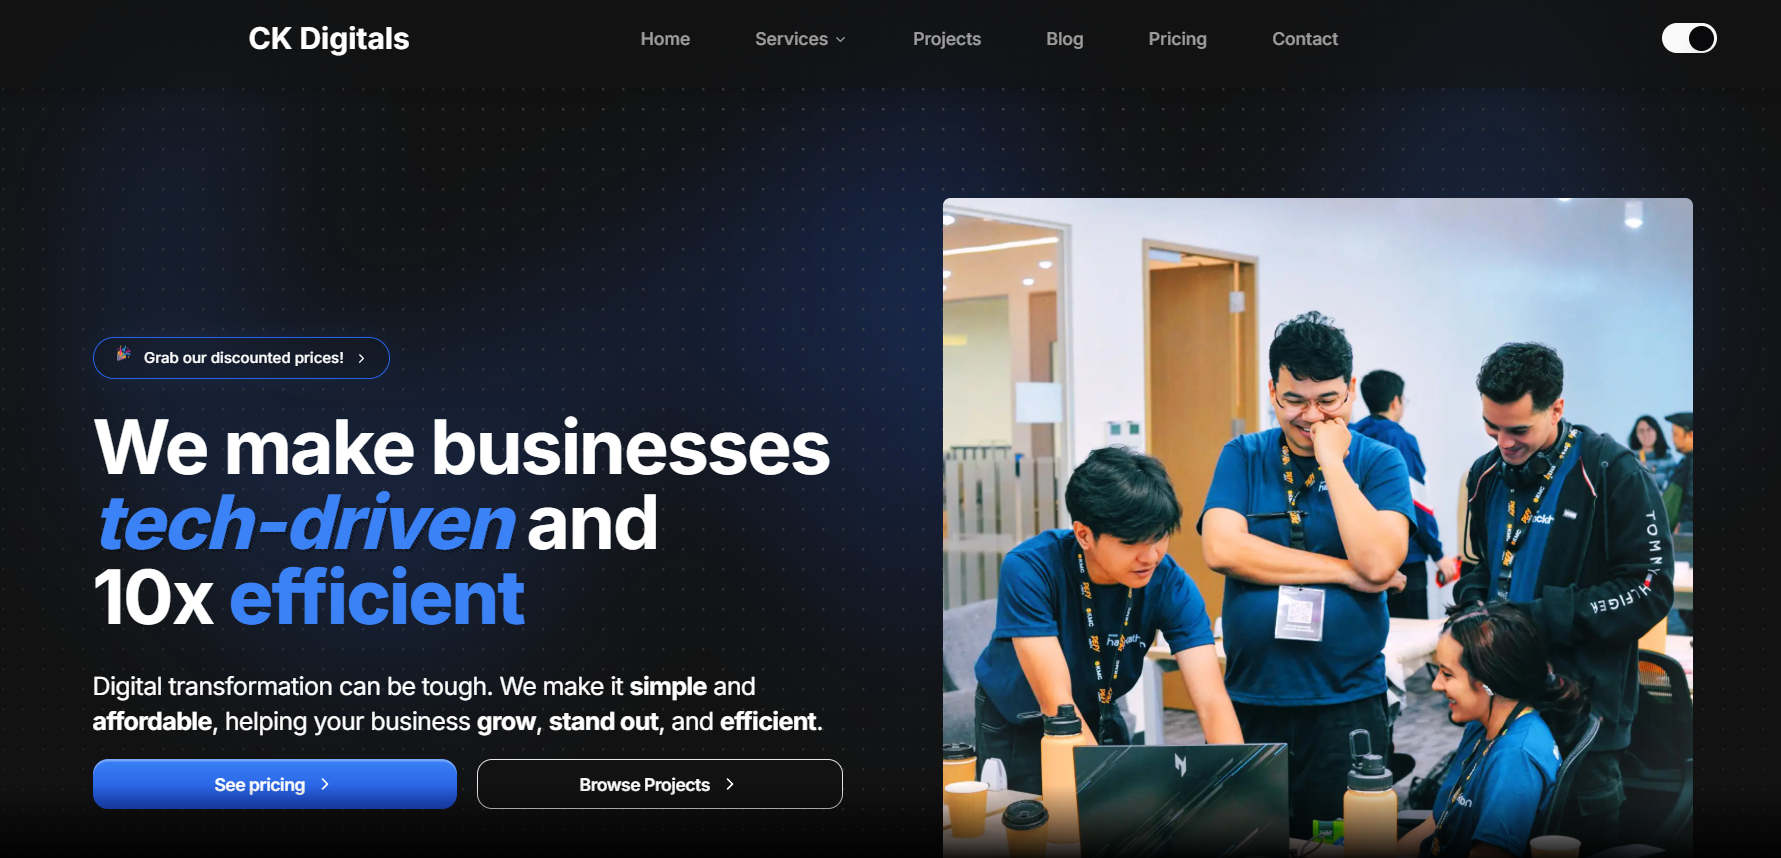 CK Digitals
Home
Services
Projects
Blog
Pricing
Contact
Grab our discounted prices!
We make businesses
tech-driven and
10x efficient
Digital transformation can be tough. We make it simple and
affordable, helping your business grow, stand out, and efficient.
See pricing
Browse Projects
TOMMY HILFIGER